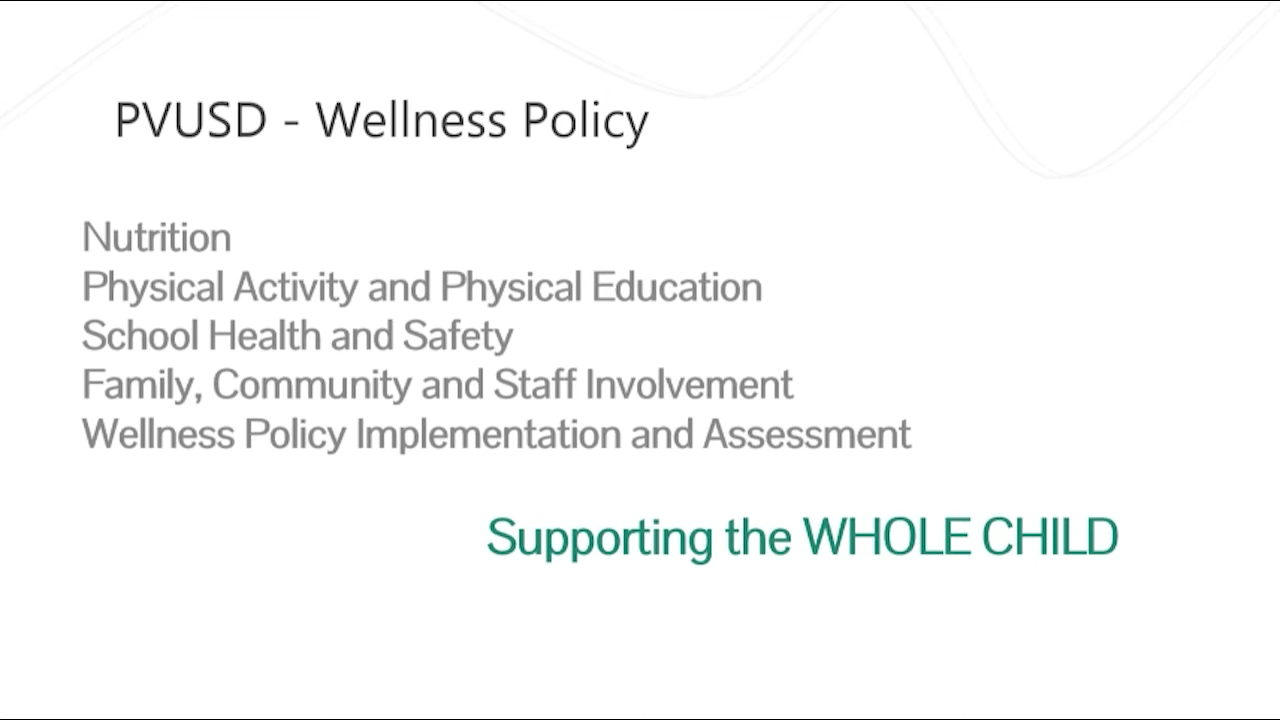 PVUSD - Wellness Policy
Nutrition
Physical Activity and Physical Education
School Health and Safety
Family, Community and Staff Involvement
Wellness Policy Implementation and Assessment
Supporting the WHOLE CHILD